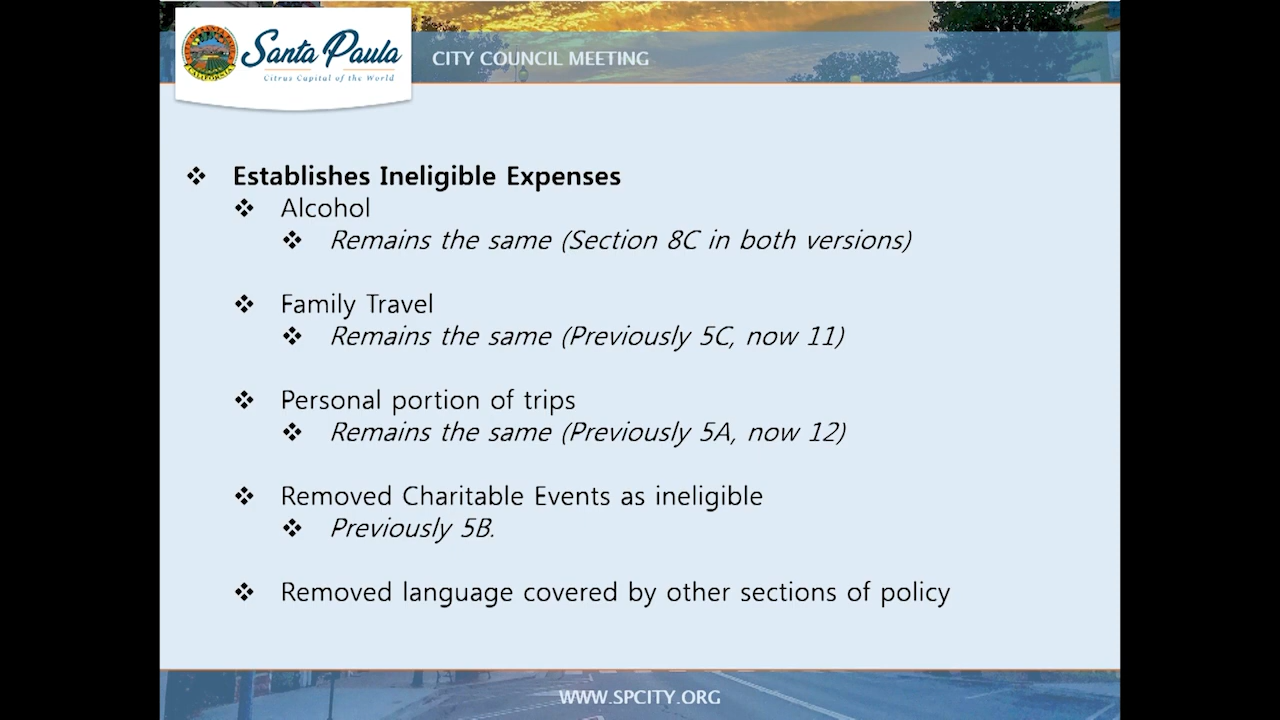 Santa Paula
Citrus Capital of the World
CITY COUNCIL MEETING
❖ Establishes Ineligible Expenses
❖ Alcohol
❖ Remains the same (Section 8C in both versions)
❖ Family Travel
❖ Remains the same (Previously 5C, now 11)
❖ Personal portion of trips
❖ Remains the same (Previously 5A, now 12)
❖ Removed Charitable Events as ineligible
❖ Previously 5B.
❖ Removed language covered by other sections of policy
WWW.SPCITY.ORG